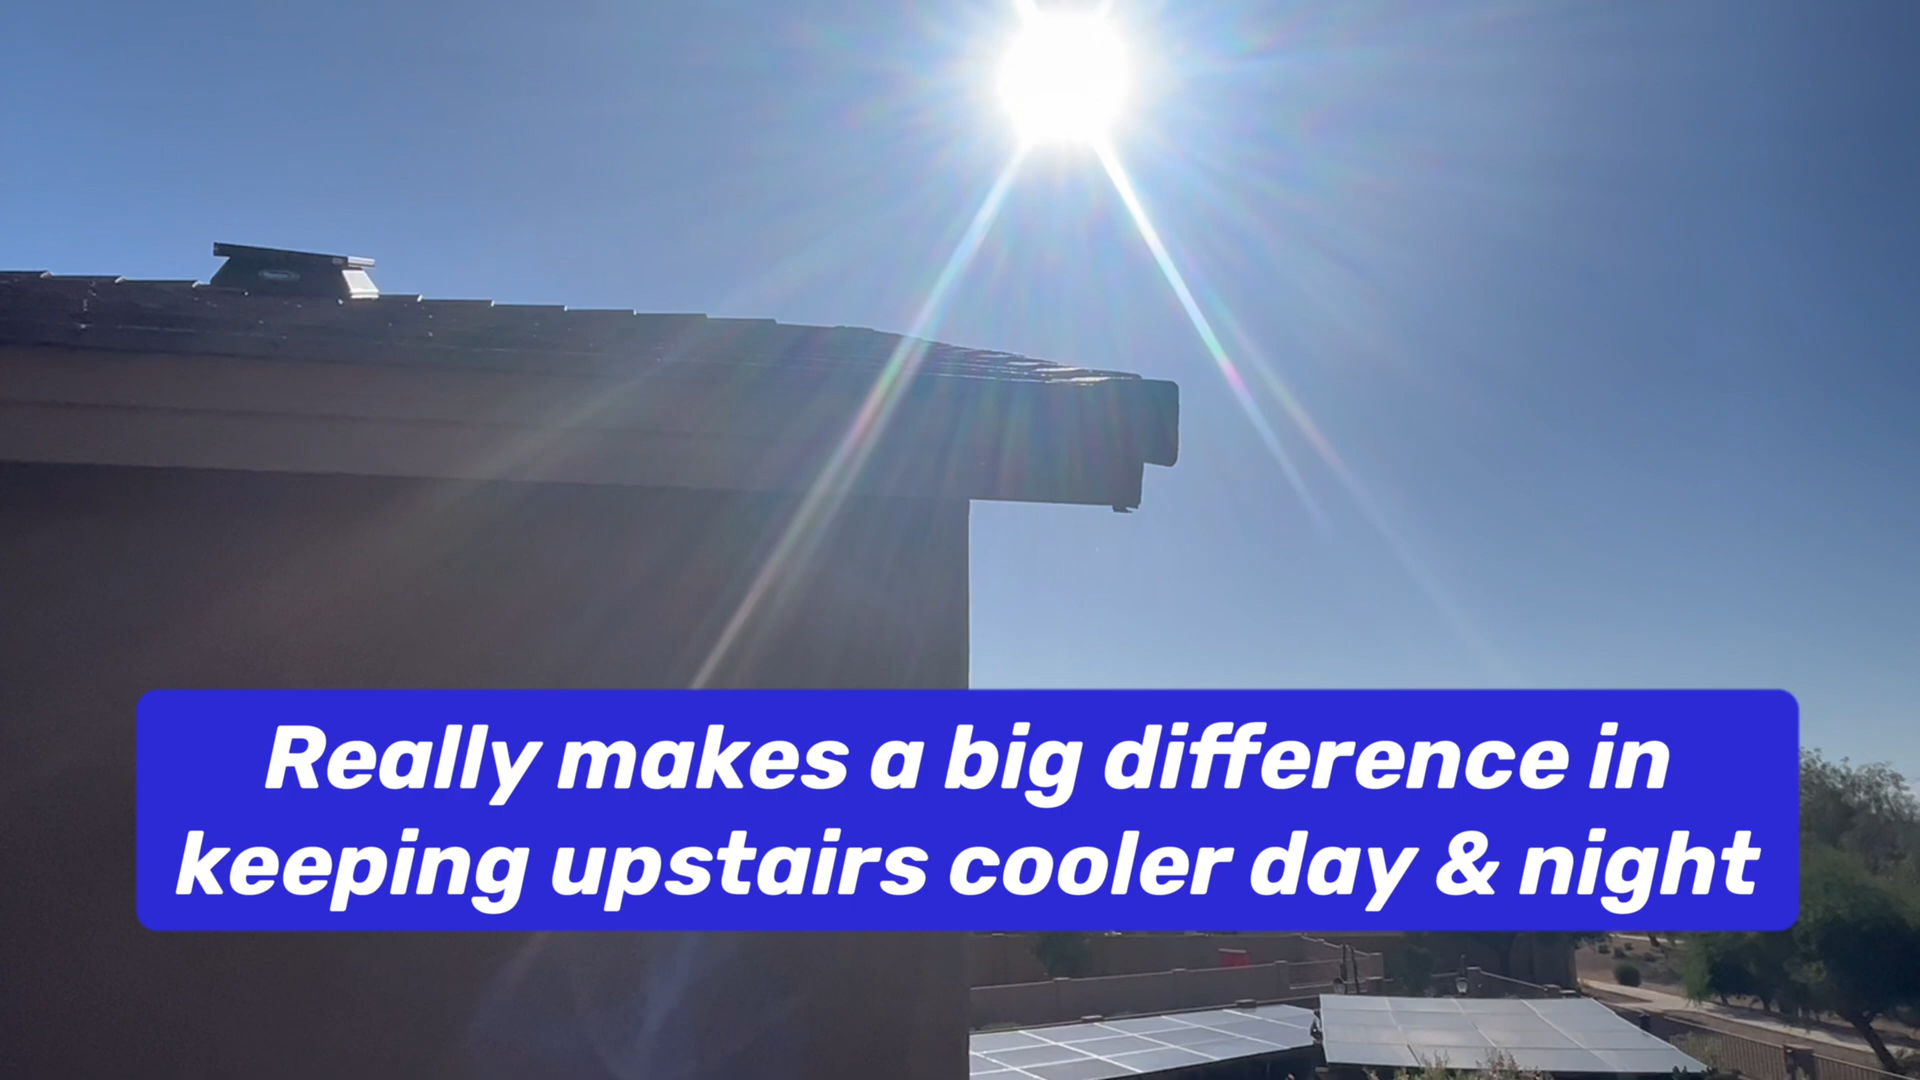 Really makes a big difference in
keeping upstairs cooler day & night